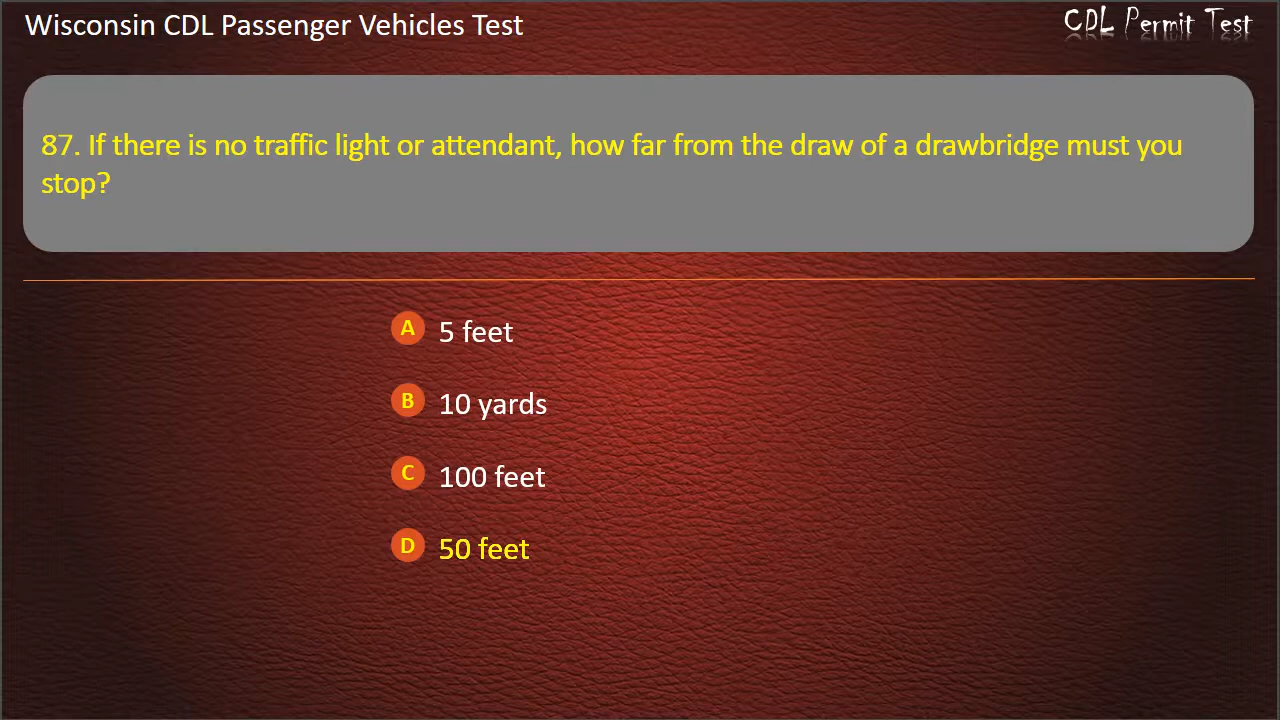 Wisconsin CDL Passenger Vehicles Test
CDL Permit Test
87. If there is no traffic light or attendant, how far from the draw of a drawbridge must you
stop?
A 5 feet
B 10 yards
C 100 feet
D 50 feet